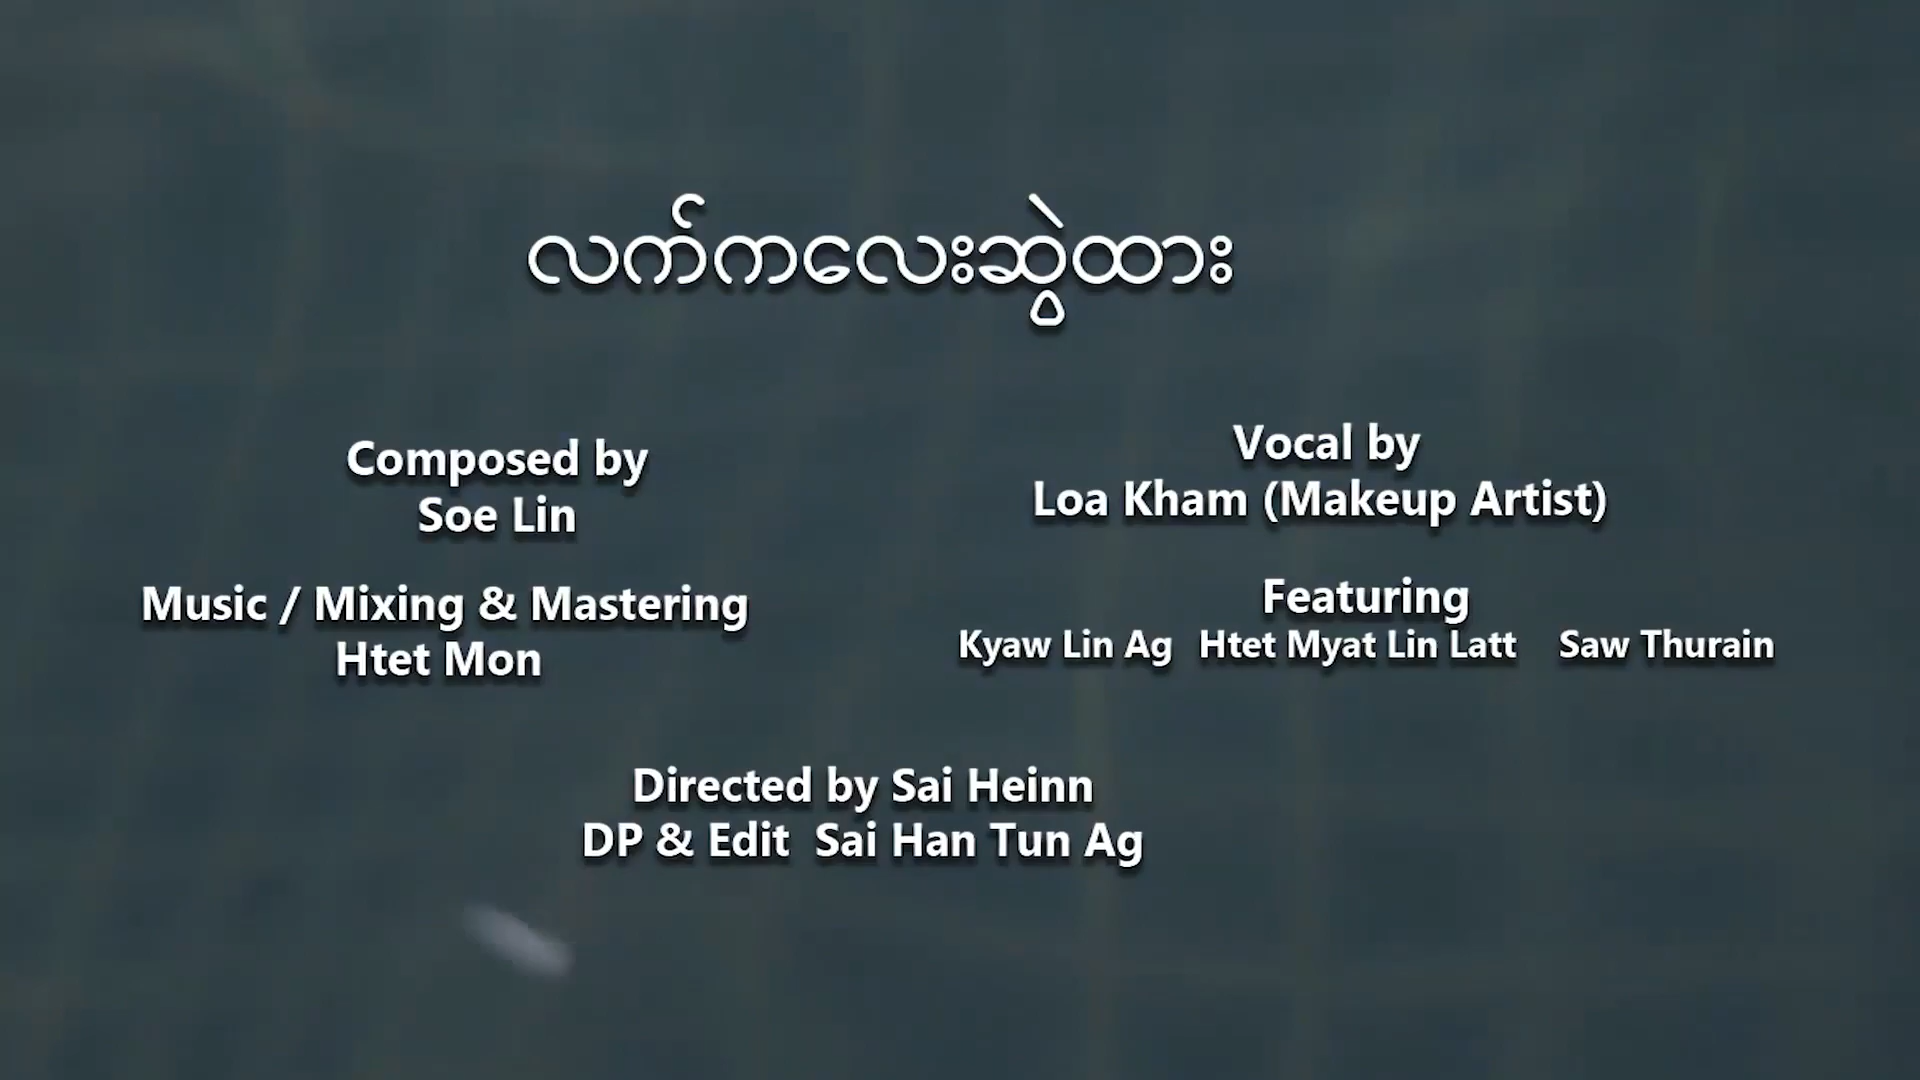 လက်ကလေးဆွဲထား
Composed by
Soe Lin
Music / Mixing & Mastering
Htet Mon
Vocal by
Loa Kham (Makeup Artist)
Featuring
Kyaw Lin Ag Htet Myat Lin Latt Saw Thurain
Directed by Sai Heinn
DP & Edit Sai Han Tun Ag